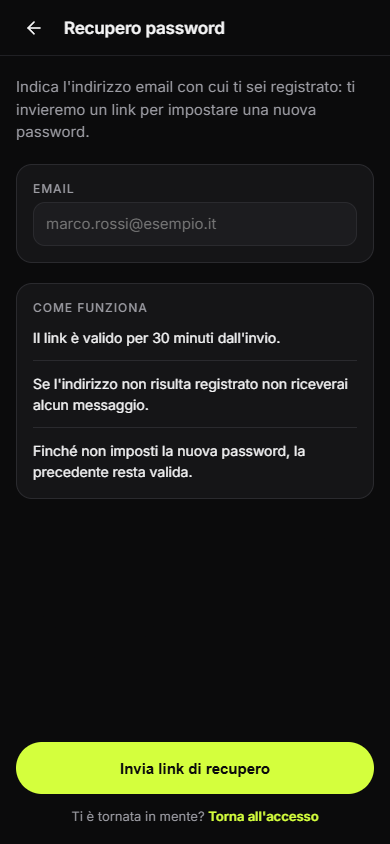 Recupero password
Indica l'indirizzo email con cui ti sei registrato: ti
invieremo un link per impostare una nuova
password.
EMAIL
marco.rossi@esempio.it
COME FUNZIONA
Il link è valido per 30 minuti dall'invio.
Se l'indirizzo non risulta registrato non riceverai
alcun messaggio.
Finché non imposti la nuova password, la
precedente resta valida.
Invia link di recupero
Ti è tornata in mente? Torna all'accesso